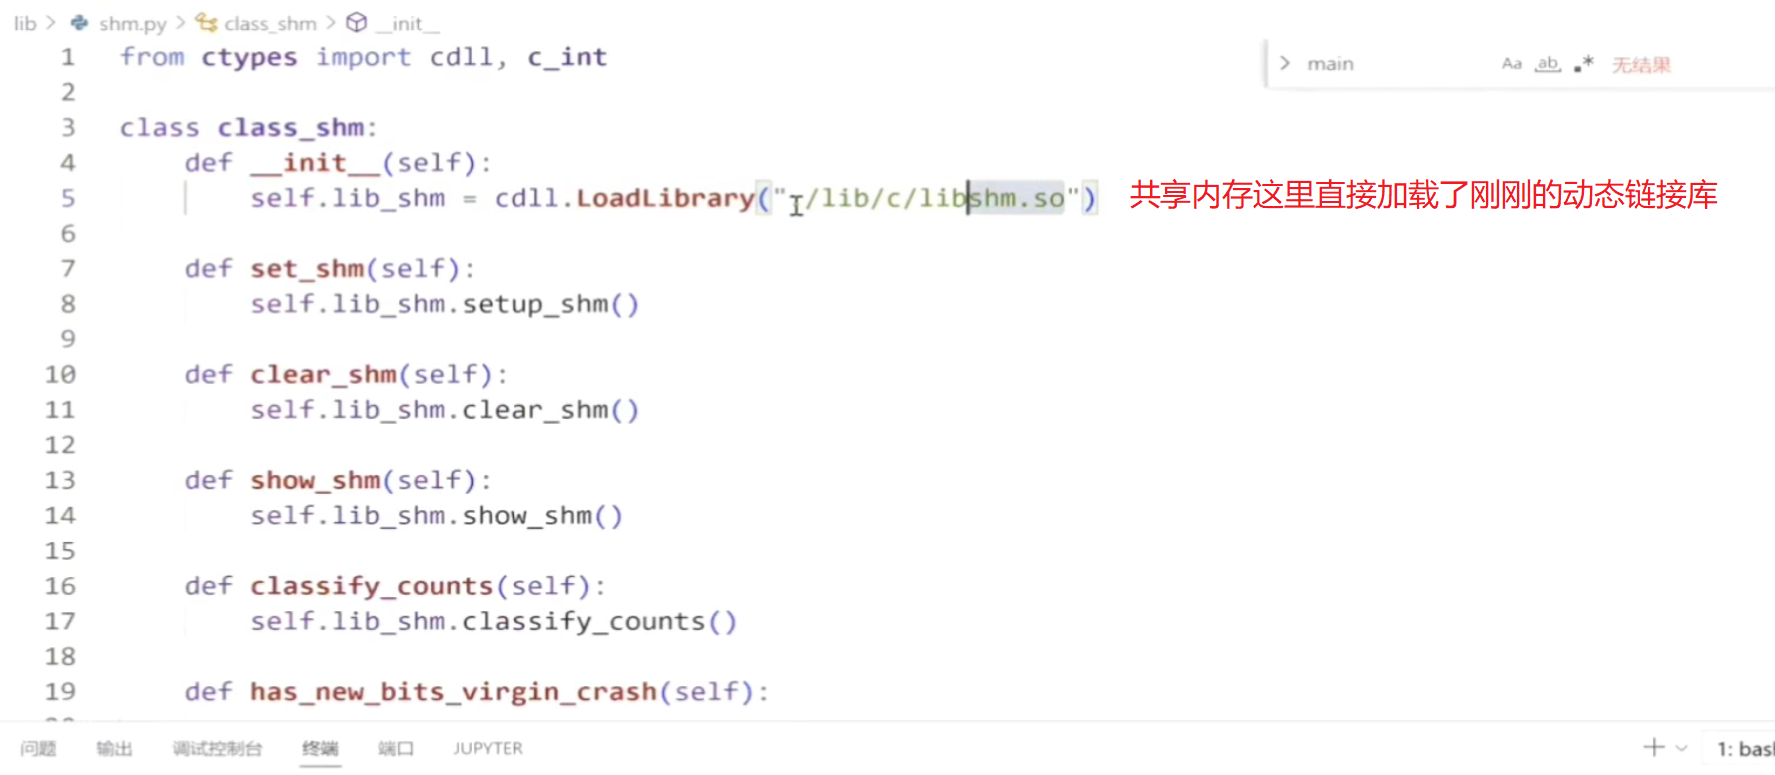 lib > shm.py > class_shm > __init__
1 from ctypes import cdll, c_int
main Aa ab .* 无结果
2
3 class class_shm:
4 def __init__(self):
5 self.lib_shm = cdll.LoadLibrary("./lib/c/libshm.so") 共享内存这里直接加载了刚刚的动态链接库
6
7 def set_shm(self):
8 self.lib_shm.setup_shm()
9
10 def clear_shm(self):
11 self.lib_shm.clear_shm()
12
13 def show_shm(self):
14 self.lib_shm.show_shm()
15
16 def classify_counts(self):
17 self.lib_shm.classify_counts()
18
19 def has_new_bits_virgin_crash(self):
问题 输出 调试控制台 终端 端口 JUPYTER 1: bas